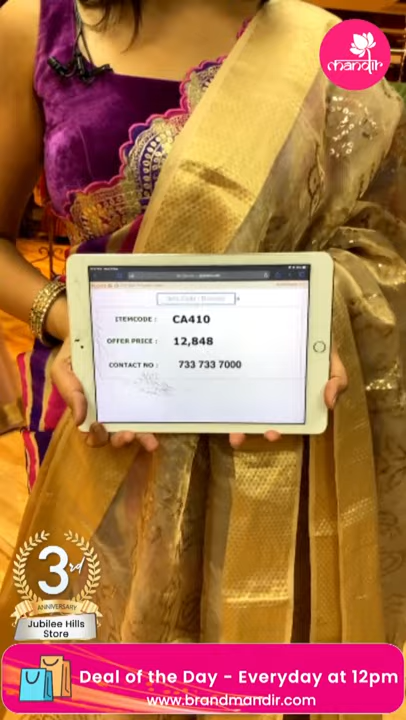 mandir
ITEMCODE : CA410
OFFER PRICE : 12,848
CONTACT NO : 733 733 7000
3rd
ANNIVERSARY
Jubilee Hills
Store
Deal of the Day - Everyday at 12pm
www.brandmandir.com